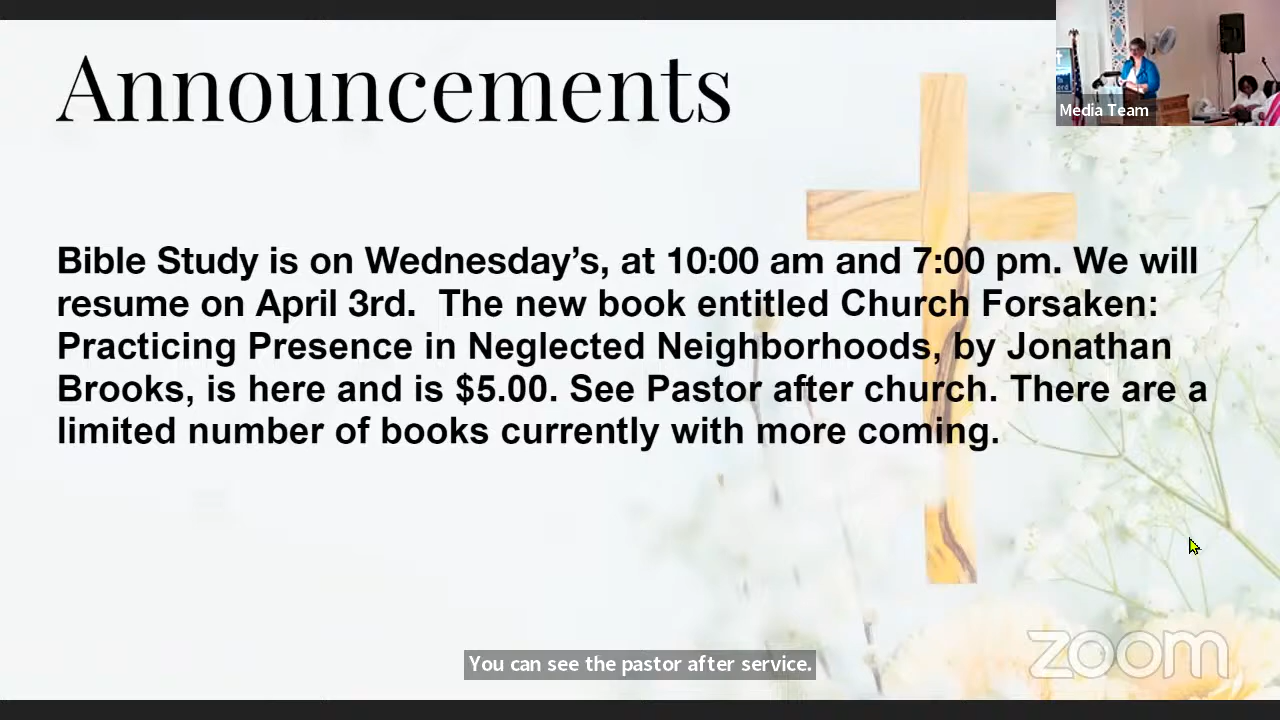 Announcements
Media Team
Bible Study is on Wednesday’s, at 10:00 am and 7:00 pm. We will
resume on April 3rd.  The new book entitled Church Forsaken:
Practicing Presence in Neglected Neighborhoods, by Jonathan
Brooks, is here and is $5.00. See Pastor after church. There are a
limited number of books currently with more coming.
zoom
You can see the pastor after service.